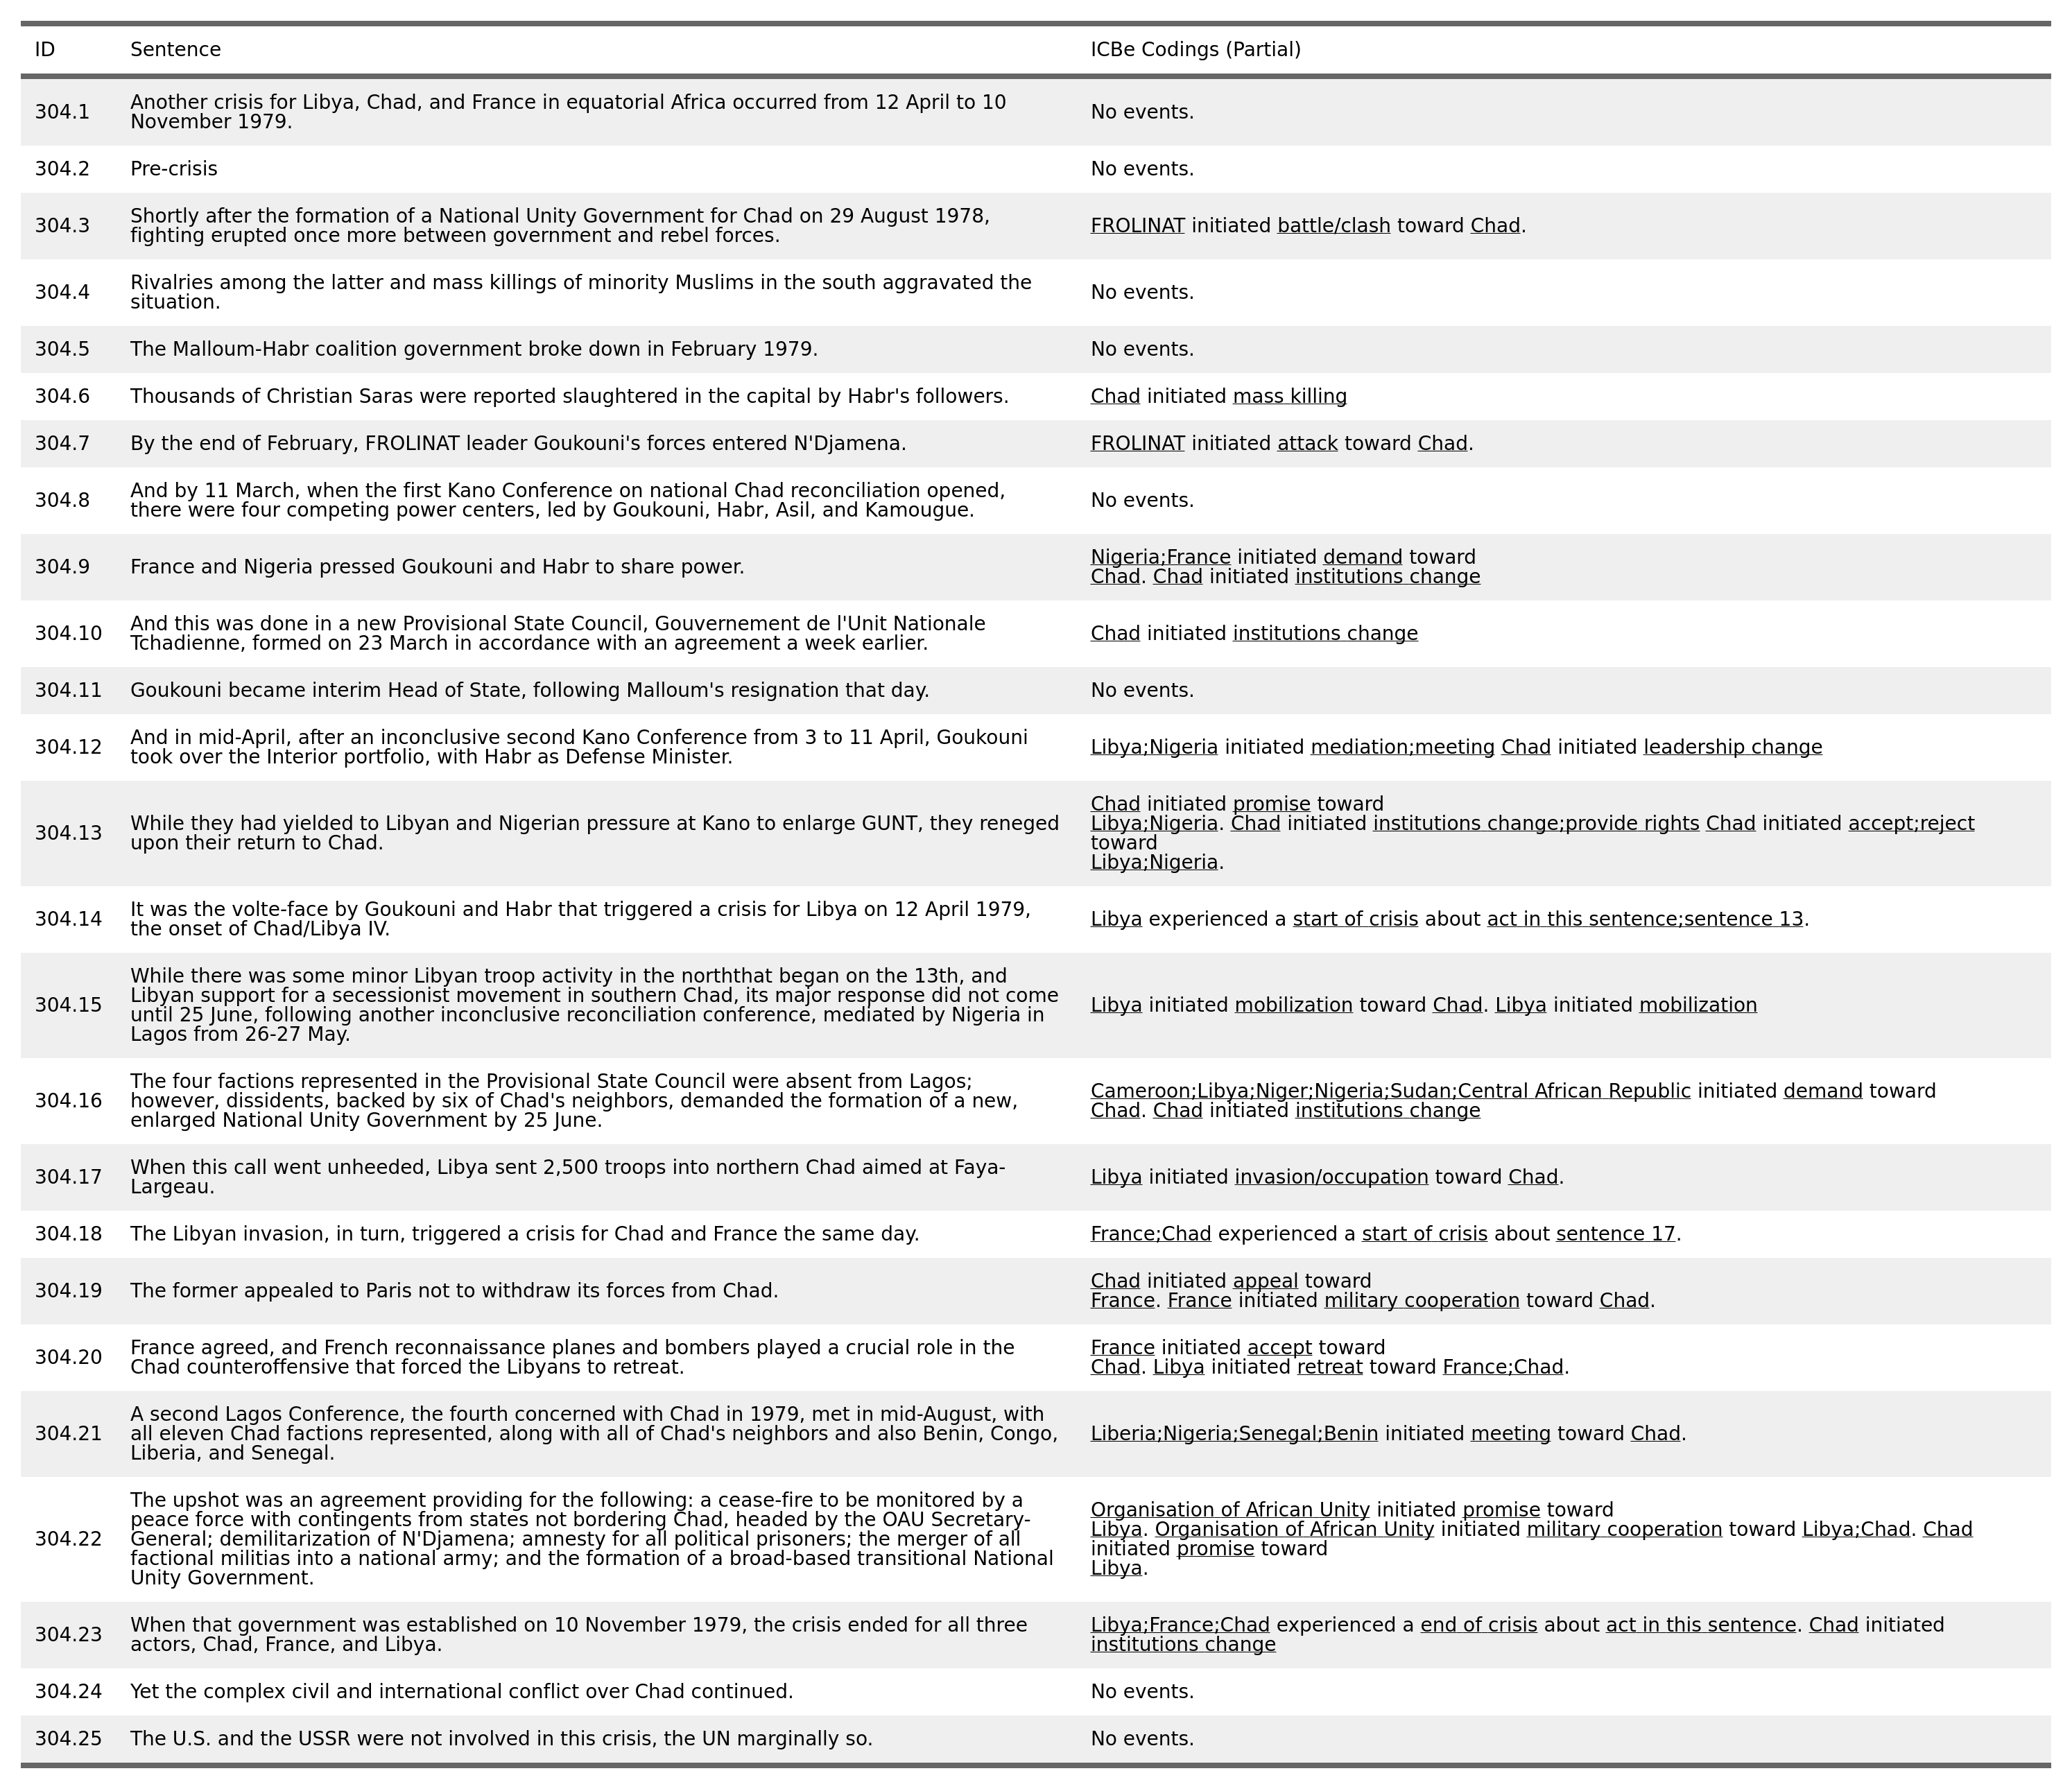 ID Sentence ICBe Codings (Partial)
304.1 Another crisis for Libya, Chad, and France in equatorial Africa occurred from 12 April to 10
November 1979.
No events.
304.2 Pre-crisis No events.
304.3 Shortly after the formation of a National Unity Government for Chad on 29 August 1978,
fighting erupted once more between government and rebel forces.
FROLINAT initiated battle/clash toward Chad.
304.4 Rivalries among the latter and mass killings of minority Muslims in the south aggravated the
situation.
No events.
304.5 The Malloum-Habr coalition government broke down in February 1979. No events.
304.6 Thousands of Christian Saras were reported slaughtered in the capital by Habr's followers. Chad initiated mass killing
304.7 By the end of February, FROLINAT leader Goukouni's forces entered N'Djamena. FROLINAT initiated attack toward Chad.
304.8 And by 11 March, when the first Kano Conference on national Chad reconciliation opened,
there were four competing power centers, led by Goukouni, Habr, Asil, and Kamougue.
No events.
304.9 France and Nigeria pressed Goukouni and Habr to share power.
Nigeria;France initiated demand toward
Chad. Chad initiated institutions change
304.10 And this was done in a new Provisional State Council, Gouvernement de l'Unit Nationale
Tchadienne, formed on 23 March in accordance with an agreement a week earlier.
Chad initiated institutions change
304.11 Goukouni became interim Head of State, following Malloum's resignation that day. No events.
304.12 And in mid-April, after an inconclusive second Kano Conference from 3 to 11 April, Goukouni
took over the Interior portfolio, with Habr as Defense Minister.
Libya;Nigeria initiated mediation;meeting Chad initiated leadership change
304.13 While they had yielded to Libyan and Nigerian pressure at Kano to enlarge GUNT, they reneged
upon their return to Chad.
Chad initiated promise toward
Libya;Nigeria. Chad initiated institutions change;provide rights Chad initiated accept;reject
toward
Libya;Nigeria.
304.14 It was the volte-face by Goukouni and Habr that triggered a crisis for Libya on 12 April 1979,
the onset of Chad/Libya IV.
Libya experienced a start of crisis about act in this sentence;sentence 13.
304.15 While there was some minor Libyan troop activity in the norththat began on the 13th, and
Libyan support for a secessionist movement in southern Chad, its major response did not come
until 25 June, following another inconclusive reconciliation conference, mediated by Nigeria in
Lagos from 26-27 May.
Libya initiated mobilization toward Chad. Libya initiated mobilization
304.16 The four factions represented in the Provisional State Council were absent from Lagos;
however, dissidents, backed by six of Chad's neighbors, demanded the formation of a new,
enlarged National Unity Government by 25 June.
Cameroon;Libya;Niger;Nigeria;Sudan;Central African Republic initiated demand toward
Chad. Chad initiated institutions change
304.17 When this call went unheeded, Libya sent 2,500 troops into northern Chad aimed at Faya-
Largeau.
Libya initiated invasion/occupation toward Chad.
304.18 The Libyan invasion, in turn, triggered a crisis for Chad and France the same day. France;Chad experienced a start of crisis about sentence 17.
304.19 The former appealed to Paris not to withdraw its forces from Chad.
Chad initiated appeal toward
France. France initiated military cooperation toward Chad.
304.20 France agreed, and French reconnaissance planes and bombers played a crucial role in the
Chad counteroffensive that forced the Libyans to retreat.
France initiated accept toward
Chad. Libya initiated retreat toward France;Chad.
304.21 A second Lagos Conference, the fourth concerned with Chad in 1979, met in mid-August, with
all eleven Chad factions represented, along with all of Chad's neighbors and also Benin, Congo,
Liberia, and Senegal.
Liberia;Nigeria;Senegal;Benin initiated meeting toward Chad.
304.22 The upshot was an agreement providing for the following: a cease-fire to be monitored by a
peace force with contingents from states not bordering Chad, headed by the OAU Secretary-
General; demilitarization of N'Djamena; amnesty for all political prisoners; the merger of all
factional militias into a national army; and the formation of a broad-based transitional National
Unity Government.
Organisation of African Unity initiated promise toward
Libya. Organisation of African Unity initiated military cooperation toward Libya;Chad. Chad
initiated promise toward
Libya.
304.23 When that government was established on 10 November 1979, the crisis ended for all three
actors, Chad, France, and Libya.
Libya;France;Chad experienced a end of crisis about act in this sentence. Chad initiated
institutions change
304.24 Yet the complex civil and international conflict over Chad continued. No events.
304.25 The U.S. and the USSR were not involved in this crisis, the UN marginally so. No events.